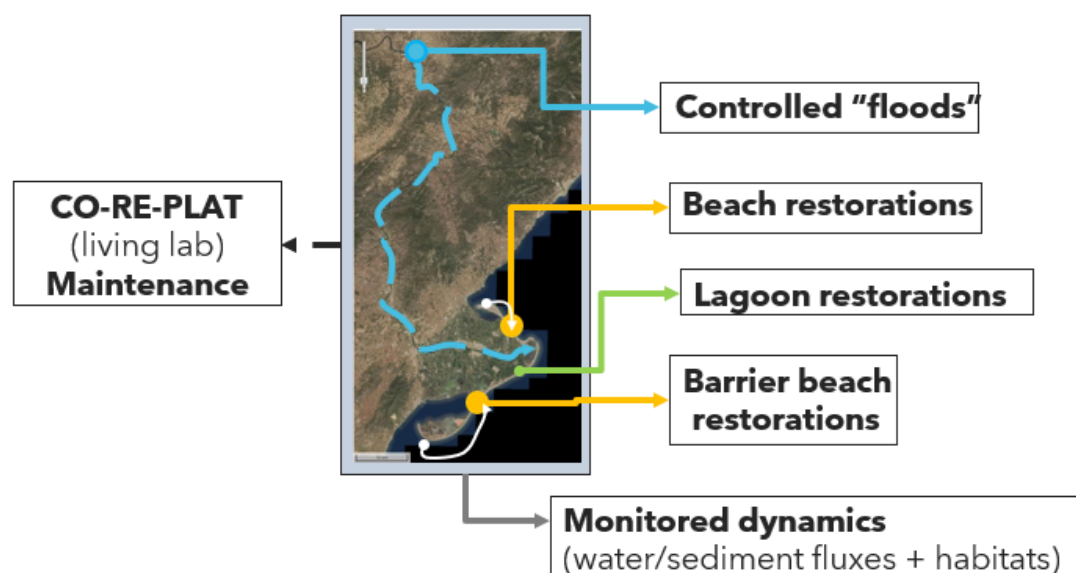 Controlled “floods”
Beach restorations
CO-RE-PLAT
(living lab)
Maintenance
Lagoon restorations
Barrier beach
restorations
Monitored dynamics
(water/sediment fluxes + habitats)